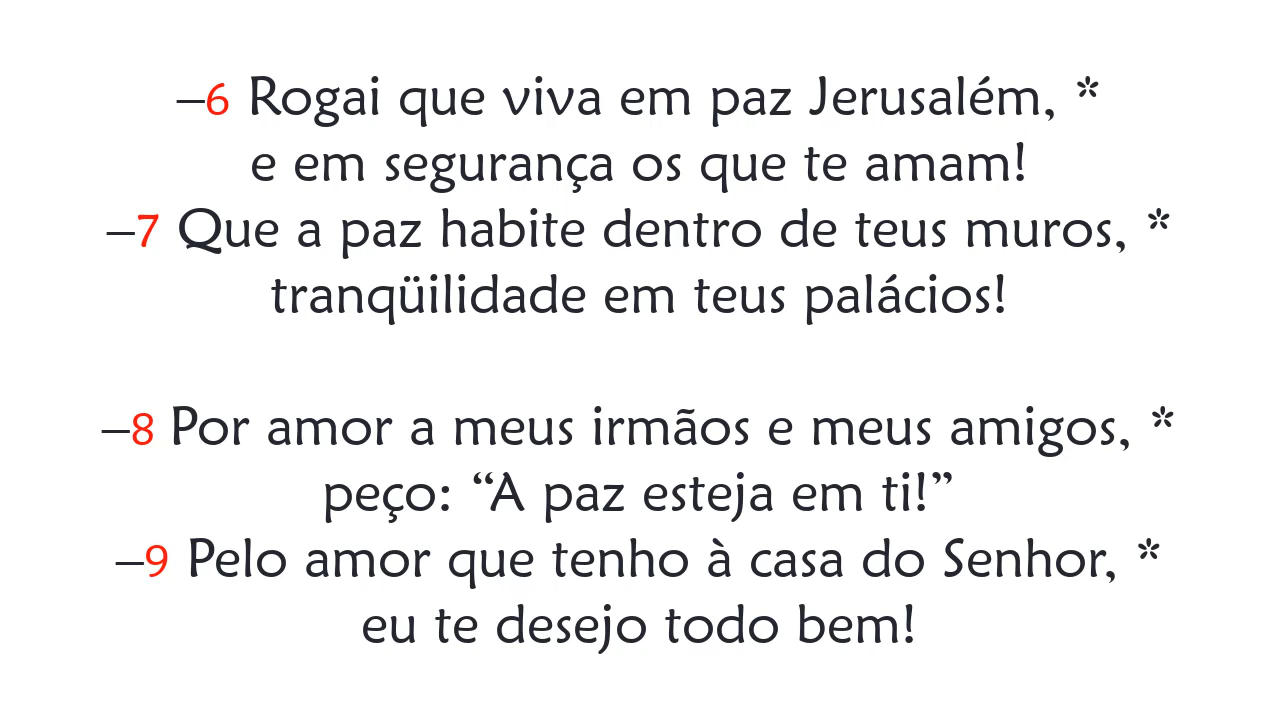 –6 Rogai que viva em paz Jerusalém, *
e em segurança os que te amam!
–7 Que a paz habite dentro de teus muros, *
tranqüilidade em teus palácios!
–8 Por amor a meus irmãos e meus amigos, *
peço: “A paz esteja em ti!”
–9 Pelo amor que tenho à casa do Senhor, *
eu te desejo todo bem!